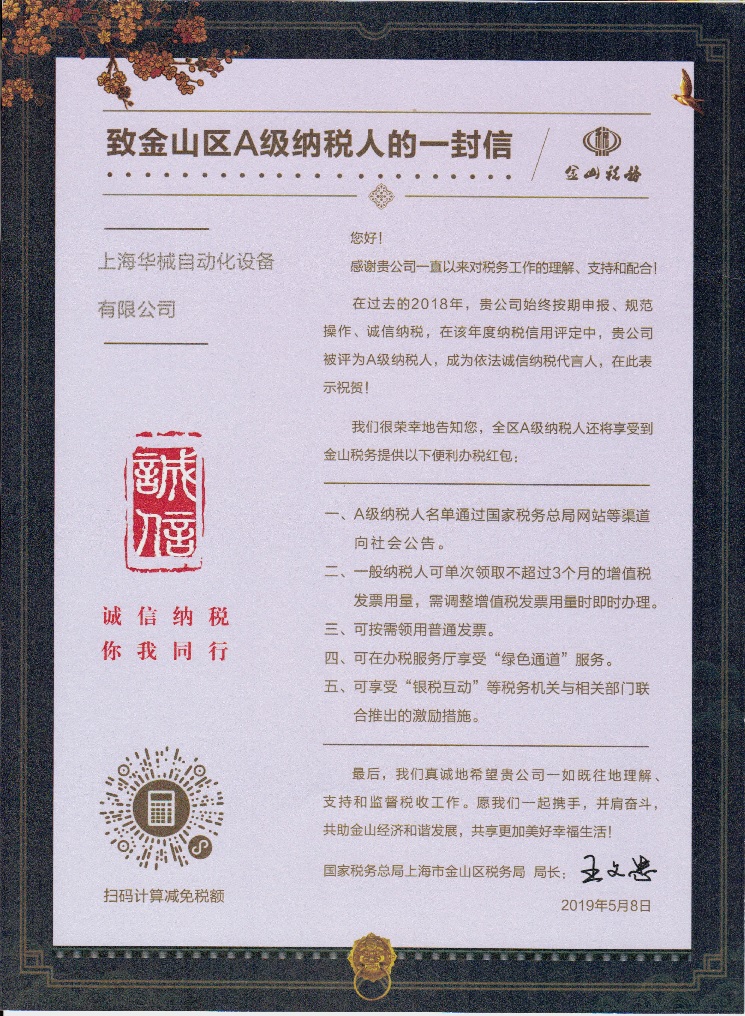 致金山区A级纳税人的一封信
金山税务
上海华械自动化设备
有限公司
您好！
感谢贵公司一直以来对税务工作的理解、支持和配合！
在过去的2018年，贵公司始终按期申报、规范
操作、诚信纳税，在该年度纳税信用评定中，贵公司
被评为A级纳税人，成为依法诚信纳税代言人，在此表
示祝贺！
我们很荣幸地告知您，全区A级纳税人还将享受到
金山税务提供以下便利办税红包：
一、A级纳税人名单通过国家税务总局网站等渠道
向社会公告。
二、一般纳税人可单次领取不超过3个月的增值税
发票用量，需调整增值税发票用量时即时办理。
三、可按需领用普通发票。
四、可在办税服务厅享受“绿色通道”服务。
五、可享受“银税互动”等税务机关与相关部门联
合推出的激励措施。
最后，我们真诚地希望贵公司一如既往地理解、
支持和监督税收工作。愿我们一起携手，并肩奋斗，
共助金山经济和谐发展，共享更加美好幸福生活！
国家税务总局上海市金山区税务局 局长：王文忠
2019年5月8日
誠
信
诚信纳税
你我同行
扫码计算减免税额